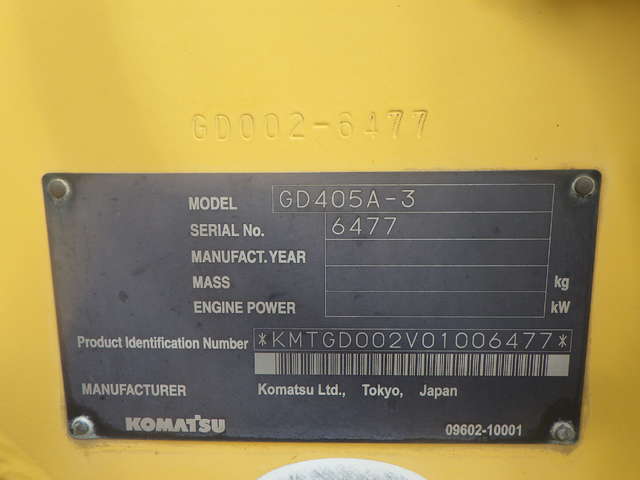 GD002-6477
MODEL GD405A-3
SERIAL No. 6477
MANUFACT.YEAR
MASS kg
ENGINE POWER kW
Product Identification Number *KMTGD002V01006477*
MANUFACTURER Komatsu Ltd., Tokyo, Japan
KOMATSU 09602-10001